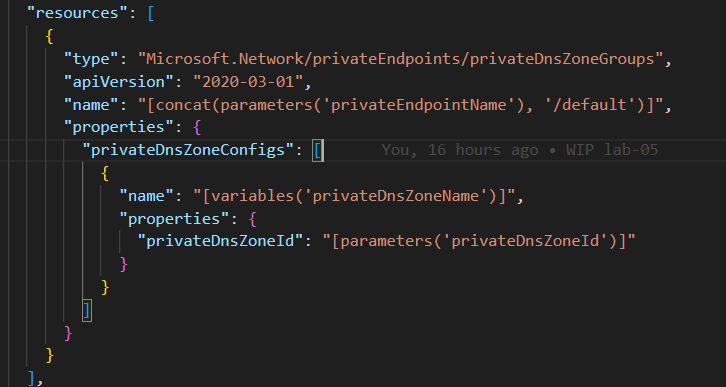 "resources": [
{
"type": "Microsoft.Network/privateEndpoints/privateDnsZoneGroups",
"apiVersion": "2020-03-01",
"name": "[concat(parameters('privateEndpointName'), '/default')]",
"properties": {
"privateDnsZoneConfigs": [ You, 16 hours ago • WIP lab-05
{
"name": "[variables('privateDnsZoneName')]",
"properties": {
"privateDnsZoneId": "[parameters('privateDnsZoneId')]"
}
}
]
}
}
],